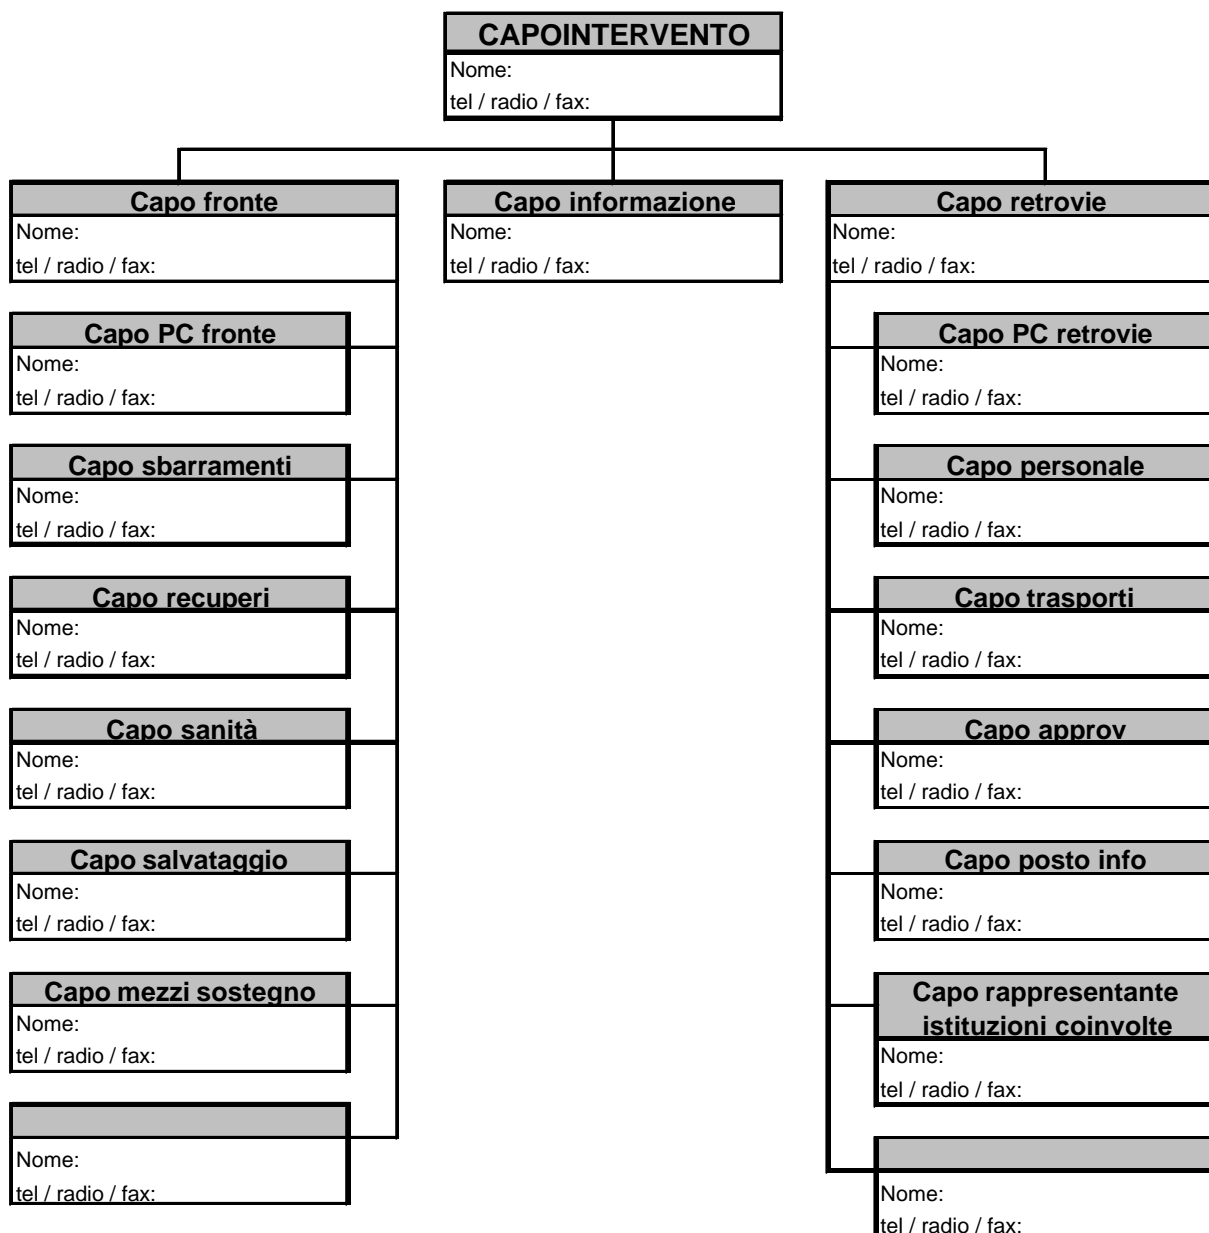 CAPOINTERVENTO
Nome:
tel / radio / fax:
Capo fronte
Nome:
tel / radio / fax:
Capo informazione
Nome:
tel / radio / fax:
Capo retrovie
Nome:
tel / radio / fax:
Capo PC fronte
Nome:
tel / radio / fax:
Capo sbarramenti
Nome:
tel / radio / fax:
Capo recuperi
Nome:
tel / radio / fax:
Capo sanità
Nome:
tel / radio / fax:
Capo salvataggio
Nome:
tel / radio / fax:
Capo mezzi sostegno
Nome:
tel / radio / fax:
Nome:
tel / radio / fax:
Capo PC retrovie
Nome:
tel / radio / fax:
Capo personale
Nome:
tel / radio / fax:
Capo trasporti
Nome:
tel / radio / fax:
Capo approv
Nome:
tel / radio / fax:
Capo posto info
Nome:
tel / radio / fax:
Capo rappresentante
istituzioni coinvolte
Nome:
tel / radio / fax:
Nome:
tel / radio / fax: